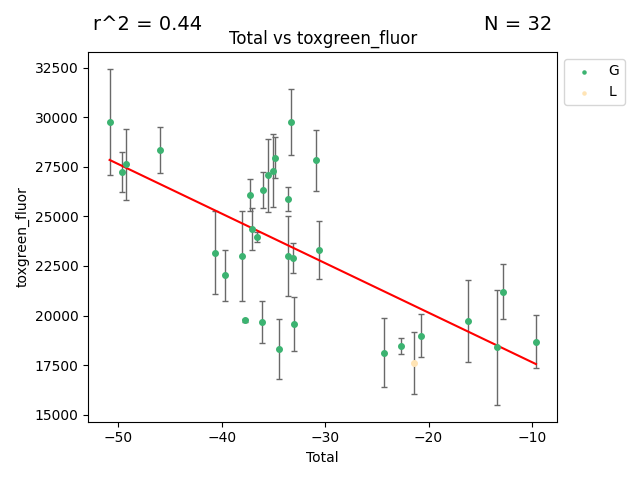 r^2 = 0.44
N = 32
Total vs toxgreen_fluor
32500
30000
27500
25000
22500
20000
17500
15000
toxgreen_fluor
−50
−40
−30
−20
−10
Total
G
L